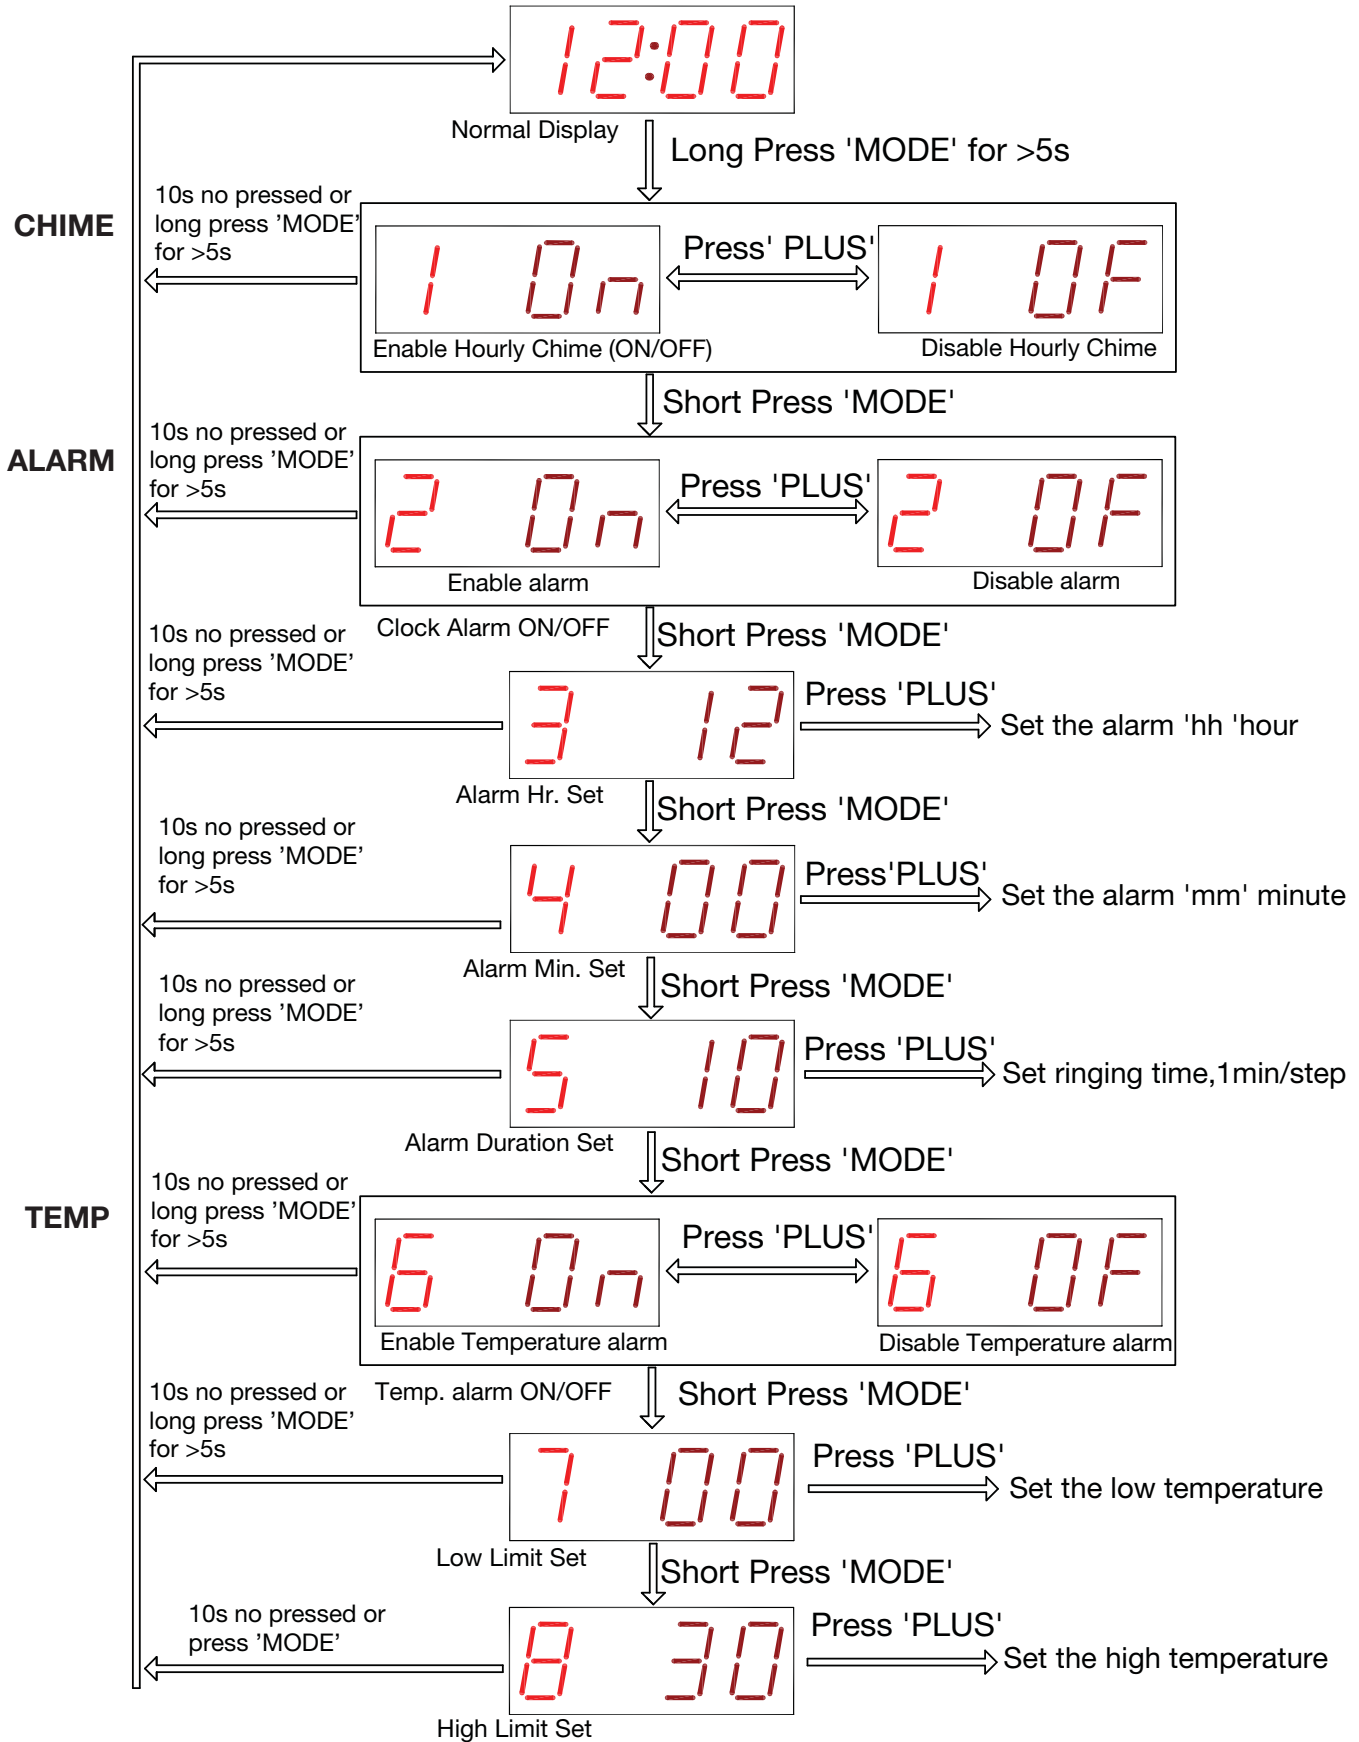 12:00
Normal Display
Long Press 'MODE' for >5s
CHIME
10s no pressed or
long press ’MODE’
for >5s
1 On
Press' PLUS'
1 OF
Enable Hourly Chime (ON/OFF)
Disable Hourly Chime
Short Press 'MODE'
ALARM
10s no pressed or
long press ’MODE’
for >5s
2 On
Press 'PLUS'
2 OF
Enable alarm
Disable alarm
Clock Alarm ON/OFF
Short Press 'MODE'
10s no pressed or
long press ’MODE’
for >5s
3 12
Press 'PLUS'
Set the alarm 'hh 'hour
Alarm Hr. Set
Short Press 'MODE'
10s no pressed or
long press ’MODE’
for >5s
4 00
Press'PLUS'
Set the alarm 'mm' minute
Alarm Min. Set
Short Press 'MODE'
10s no pressed or
long press ’MODE’
for >5s
5 10
Press 'PLUS'
Set ringing time,1min/step
Alarm Duration Set
Short Press 'MODE'
TEMP
10s no pressed or
long press ’MODE’
for >5s
6 On
Press 'PLUS'
6 OF
Enable Temperature alarm
Disable Temperature alarm
Temp. alarm ON/OFF
Short Press 'MODE'
10s no pressed or
long press ’MODE’
for >5s
7 00
Press 'PLUS'
Set the low temperature
Low Limit Set
Short Press 'MODE'
10s no pressed or
press ’MODE’
8 30
Press 'PLUS'
Set the high temperature
High Limit Set